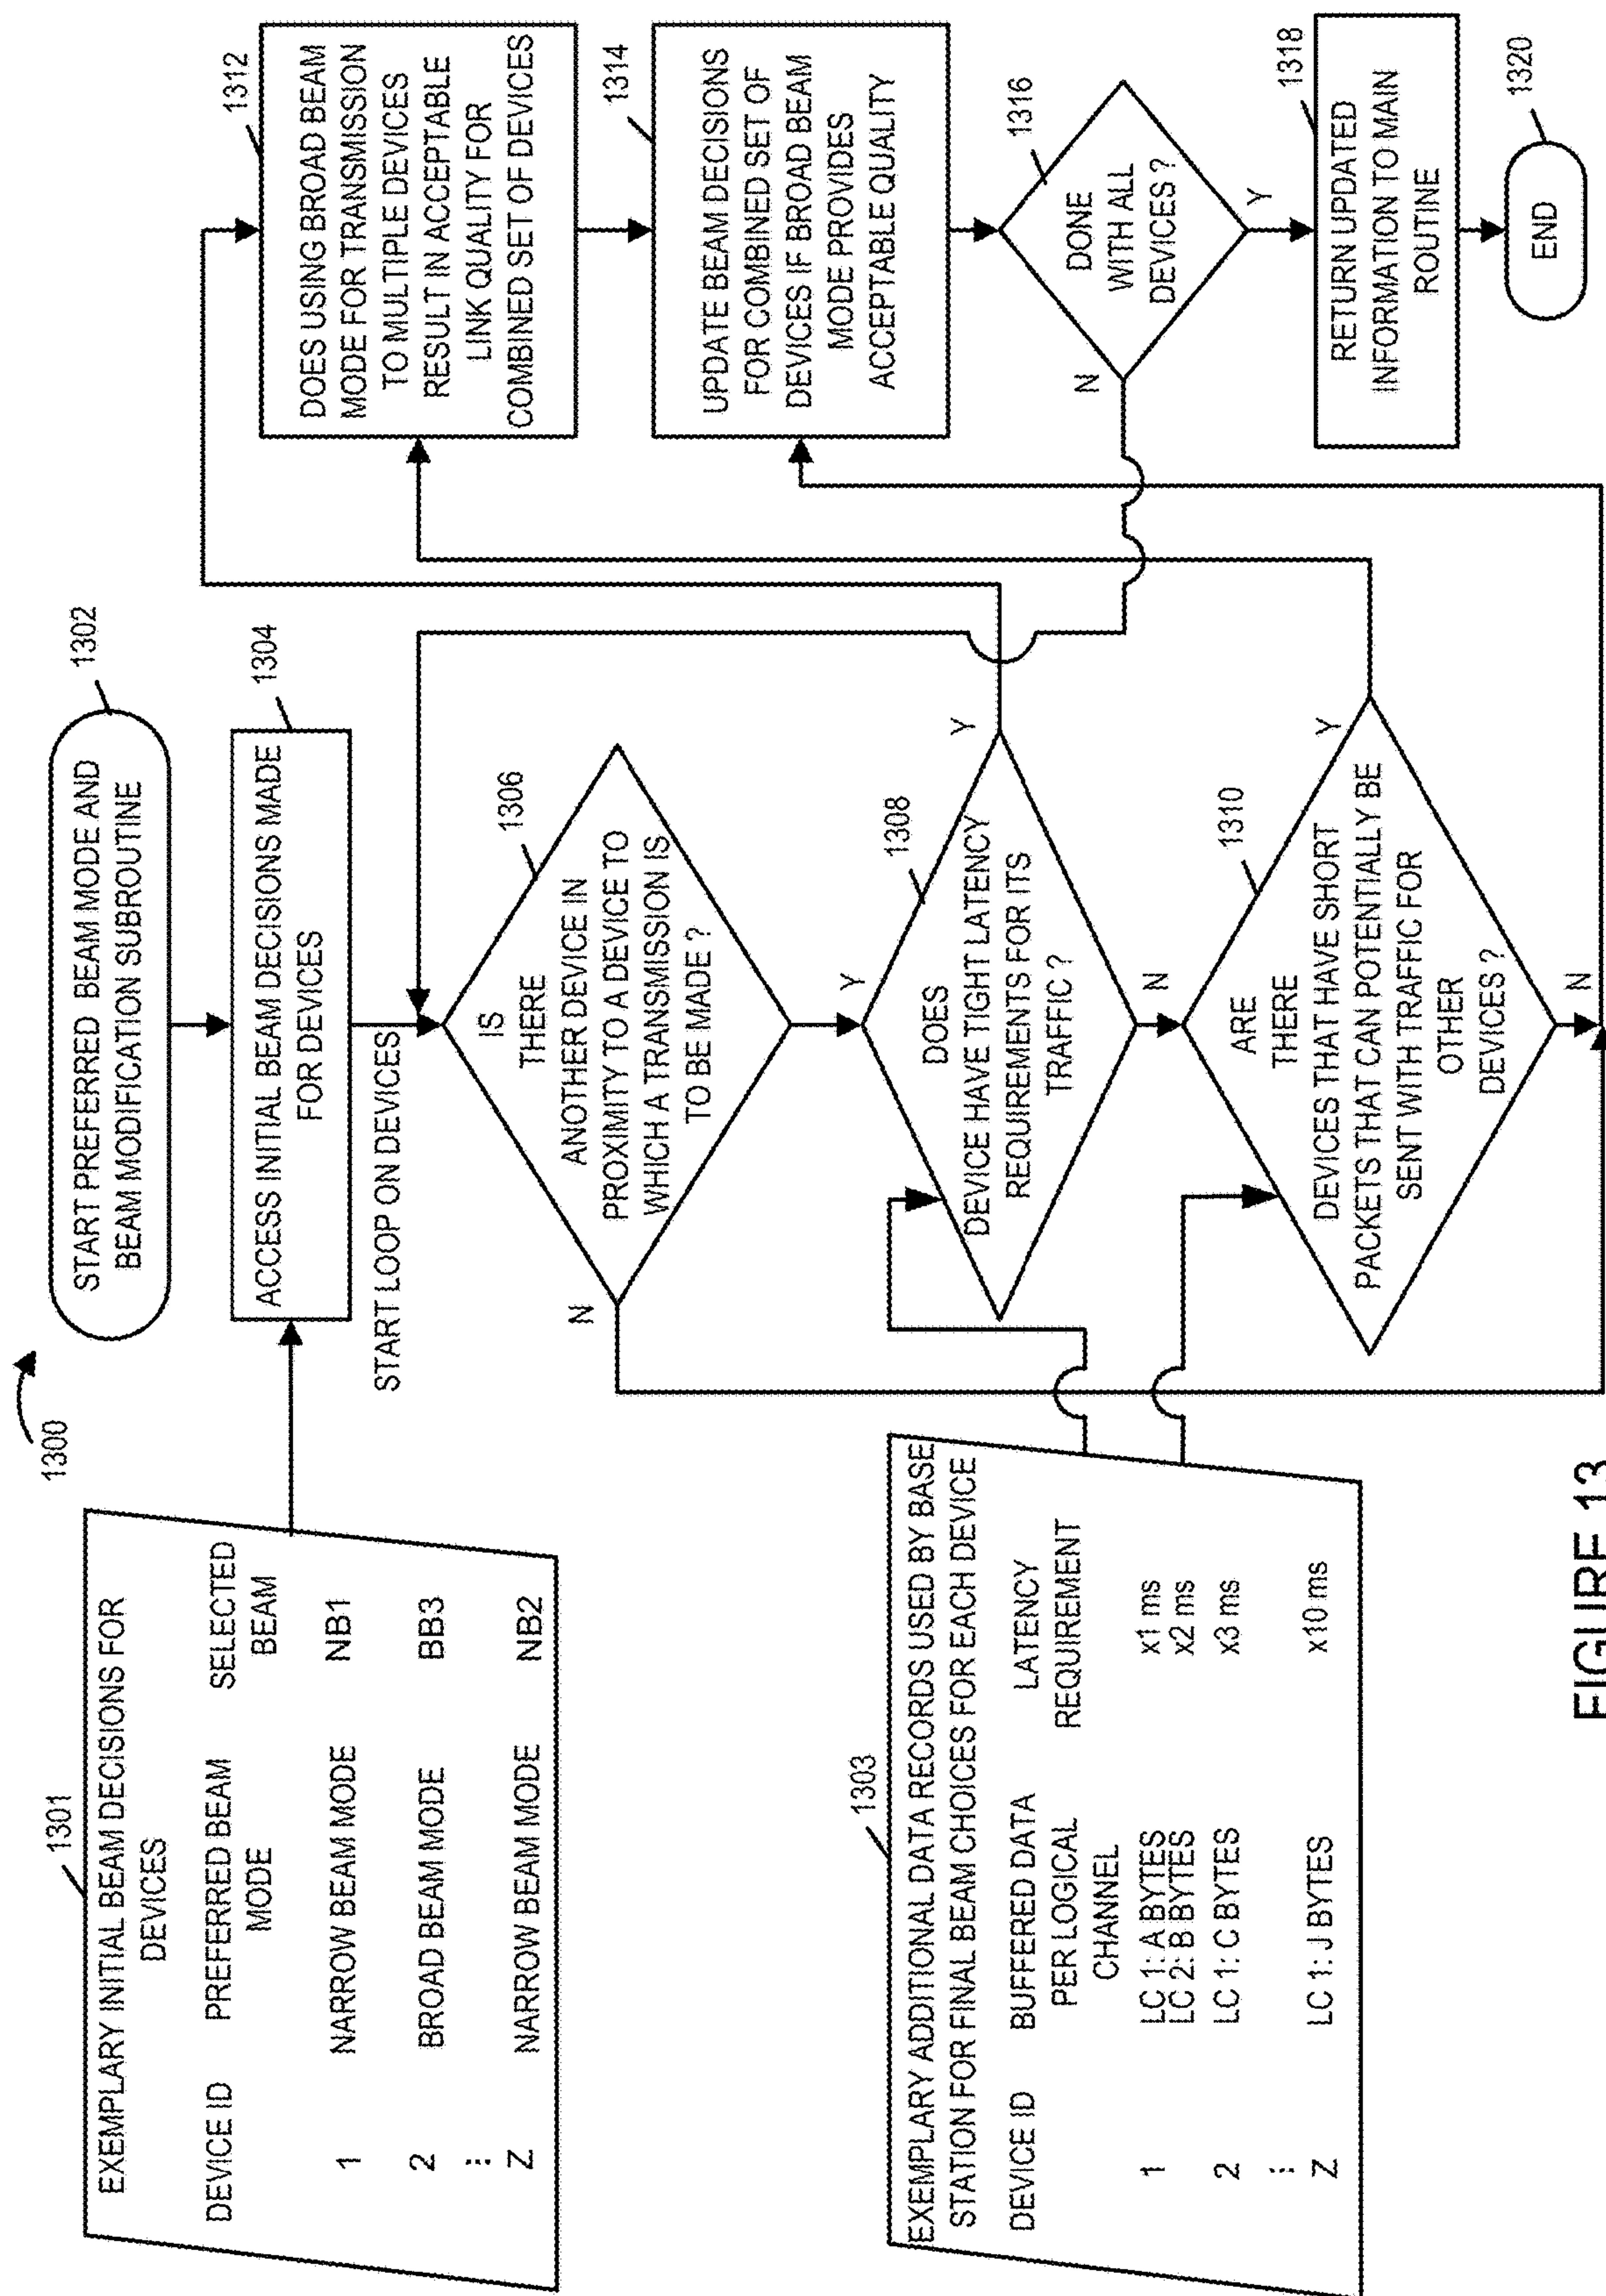 1300
1302
START PREFERRED BEAM MODE AND
BEAM MODIFICATION SUBROUTINE
1301
EXEMPLARY INITIAL BEAM DECISIONS FOR
DEVICES
DEVICE ID PREFERRED BEAM MODE SELECTED BEAM
1 NARROW BEAM MODE NB1
2 BROAD BEAM MODE BB3
⋮
Z NARROW BEAM MODE NB2
1304
ACCESS INITIAL BEAM DECISIONS MADE
FOR DEVICES
START LOOP ON DEVICES
1306
IS
THERE
ANOTHER DEVICE IN
PROXIMITY TO A DEVICE TO
WHICH A TRANSMISSION IS
TO BE MADE ?
N
Y
1303
EXEMPLARY ADDITIONAL DATA RECORDS USED BY BASE
STATION FOR FINAL BEAM CHOICES FOR EACH DEVICE
DEVICE ID BUFFERED DATA PER LOGICAL CHANNEL LATENCY REQUIREMENT
1 LC 1: A BYTES x1 ms
LC 2: B BYTES x2 ms
2 LC 1: C BYTES x3 ms
⋮
Z LC 1: J BYTES x10 ms
1308
DOES
DEVICE HAVE TIGHT LATENCY
REQUIREMENTS FOR ITS
TRAFFIC ?
Y
N
1310
ARE
THERE
DEVICES THAT HAVE SHORT
PACKETS THAT CAN POTENTIALLY BE
SENT WITH TRAFFIC FOR
OTHER
DEVICES ?
Y
N
1312
DOES USING BROAD BEAM
MODE FOR TRANSMISSION
TO MULTIPLE DEVICES
RESULT IN ACCEPTABLE
LINK QUALITY FOR
COMBINED SET OF DEVICES
1314
UPDATE BEAM DECISIONS
FOR COMBINED SET OF
DEVICES IF BROAD BEAM
MODE PROVIDES
ACCEPTABLE QUALITY
1316
DONE
WITH ALL
DEVICES ?
N
Y
1318
RETURN UPDATED
INFORMATION TO MAIN
ROUTINE
1320
END
FIGURE 13